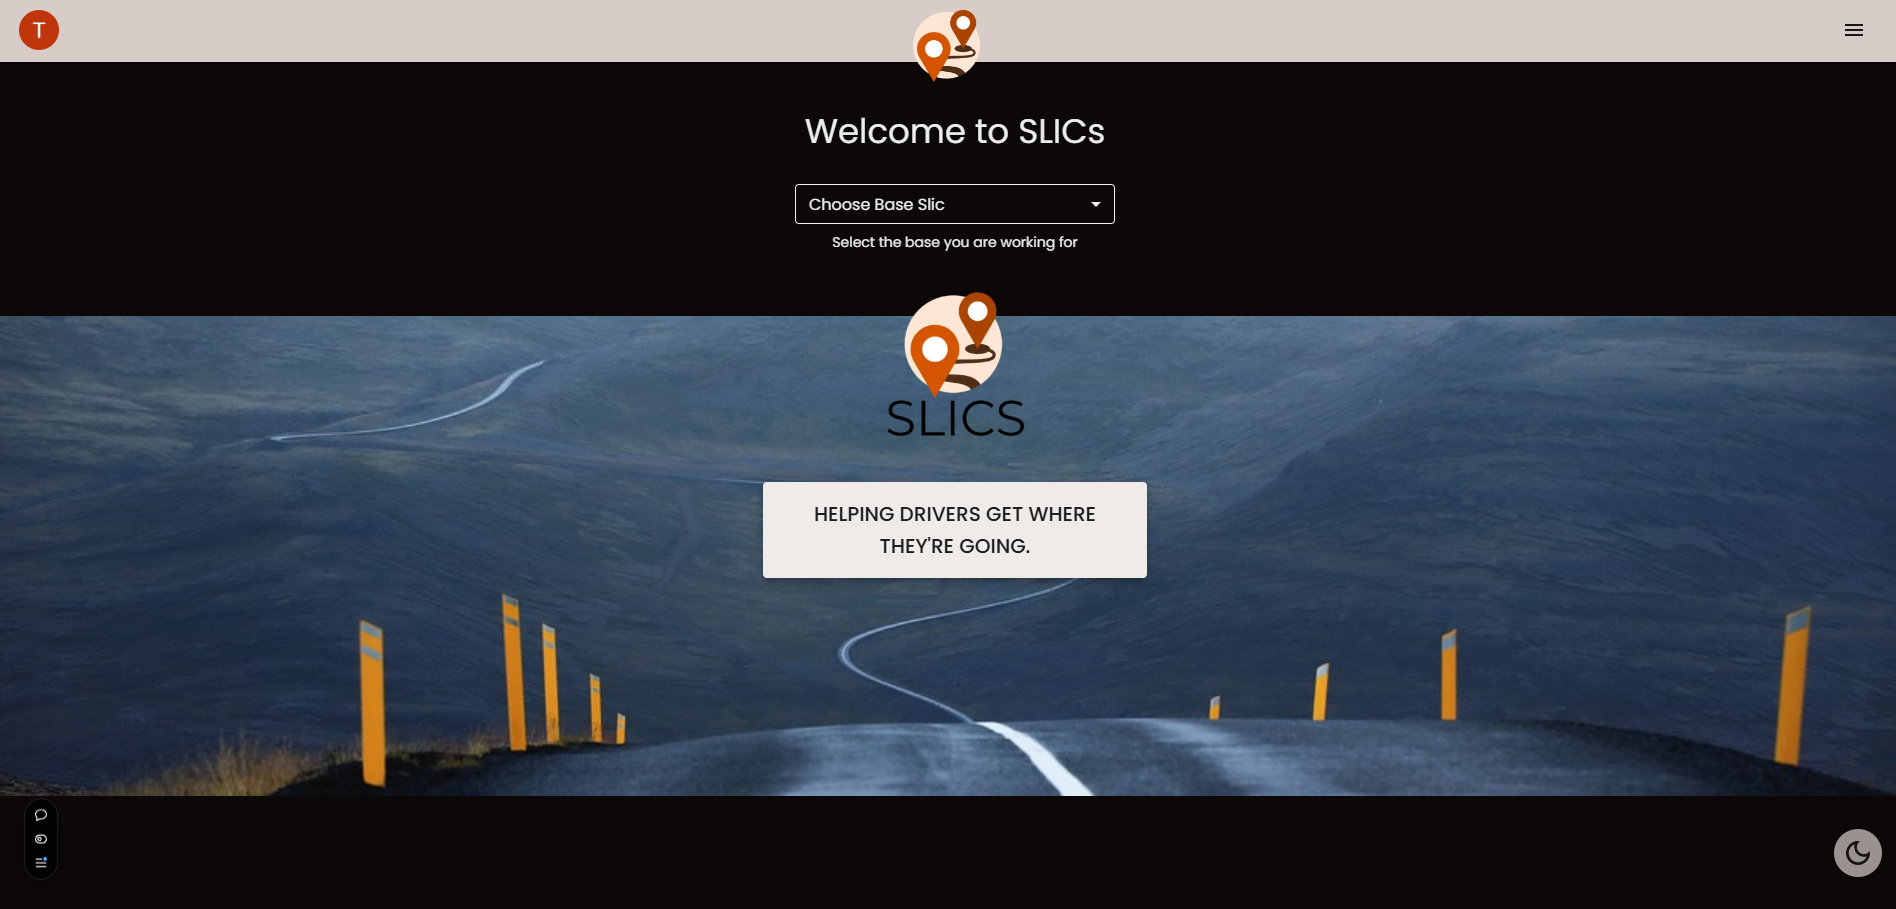 T
Welcome to SLICs
Choose Base Slic
Select the base you are working for
SLICS
HELPING DRIVERS GET WHERE
THEY'RE GOING.